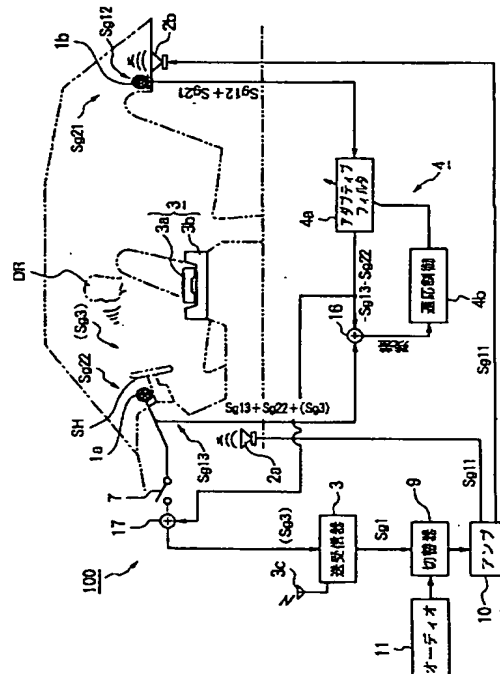 1b
Sg12
2b
Sg21
Sg12+Sg21
DR
(Sg3)
Sg22
SH
1a
3a
3b
31
4a
アダプティブ
フィルタ
41
-Sg13-Sg22
16
誤差
適応制御
4b
Sg13+Sg22+(Sg3)
Sg13
2a
7
17
100
(Sg3)
3
送受信器
3c
Sg1
9
切替器
Sg11
Sg11
11
オーディオ
アンプ
10